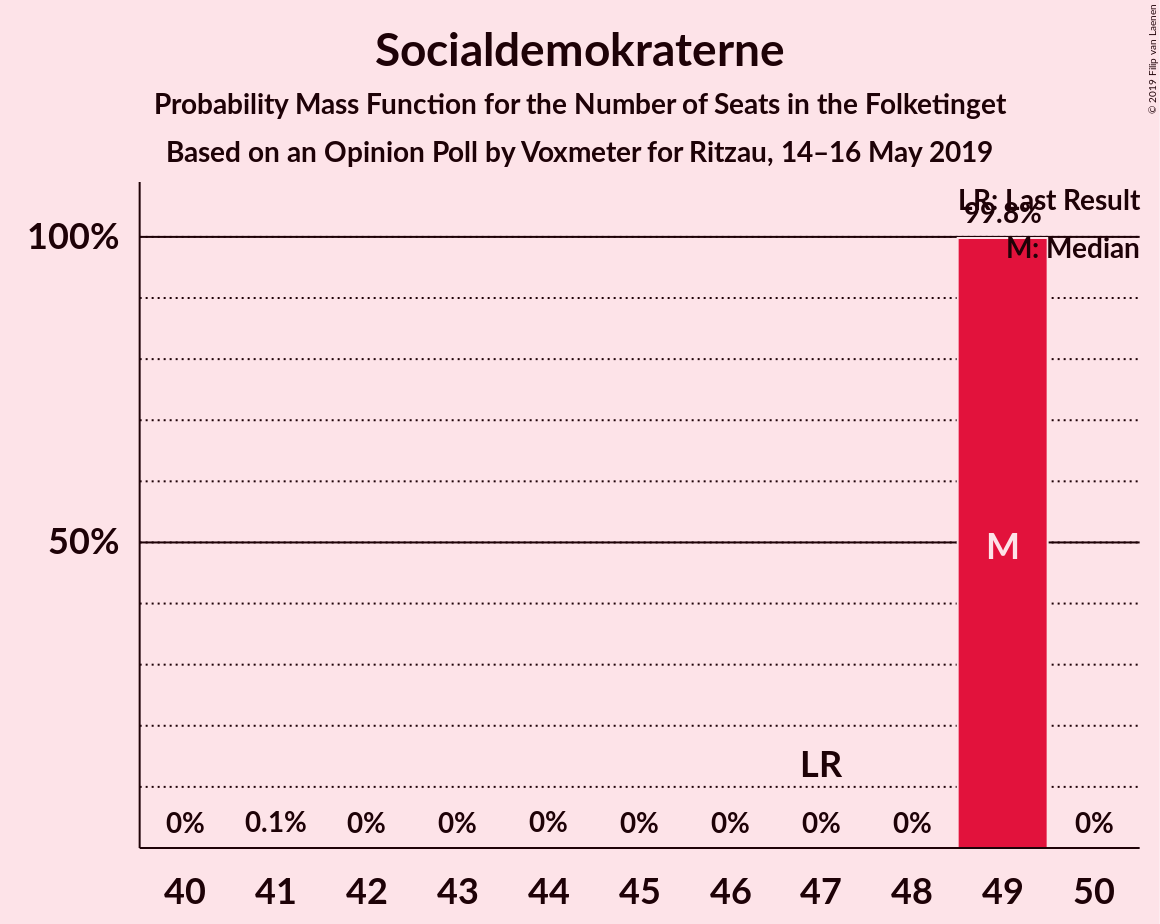 Socialdemokraterne
Probability Mass Function for the Number of Seats in the Folketinget
Based on an Opinion Poll by Voxmeter for Ritzau, 14–16 May 2019
© 2019 Filip van Laenen
LR: Last Result
99.8%
M: Median
100%
50%
M
LR
0% 0.1% 0% 0% 0% 0% 0% 0% 0% 0%
40 41 42 43 44 45 46 47 48 49 50